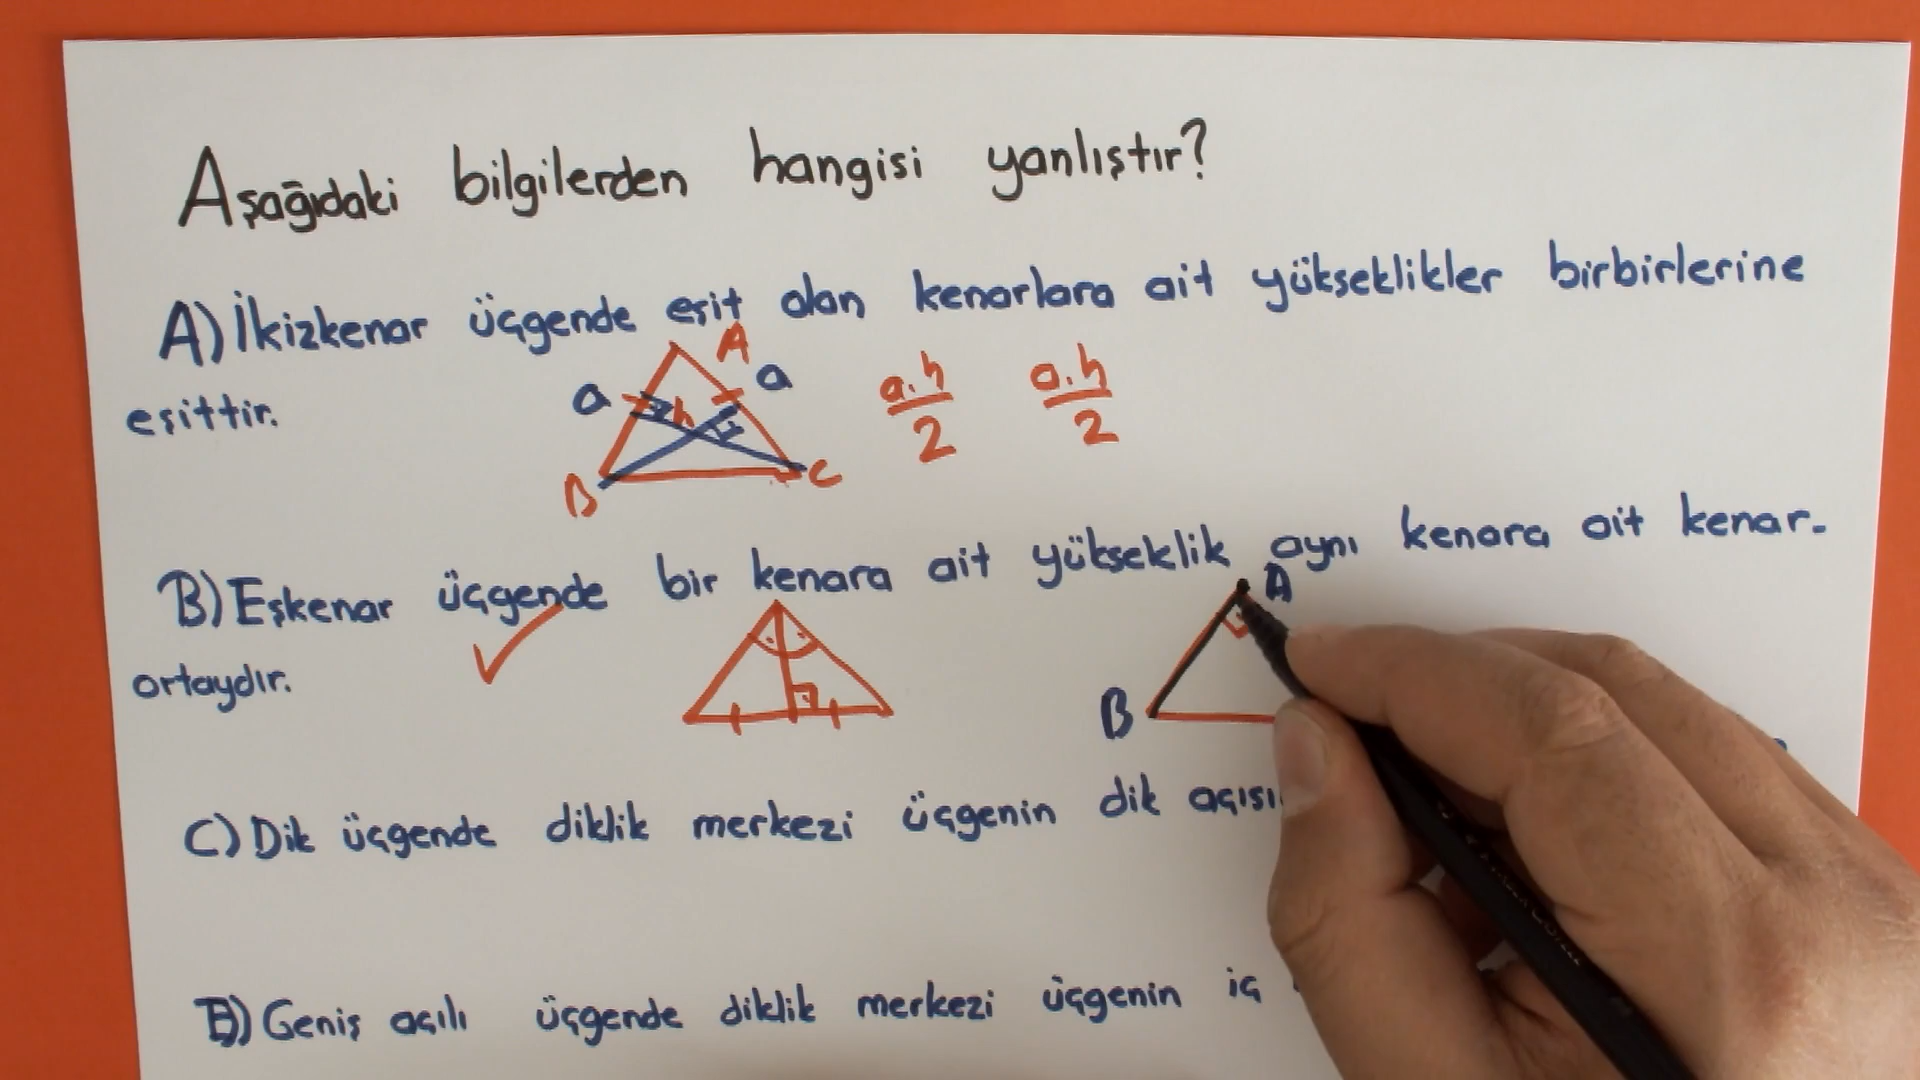 Aşağıdaki bilgilerden hangisi yanlıştır?
A) İkizkenar üçgende eşit olan kenarlara ait yükseklikler birbirlerine
eşittir.
A
a
a
h
B
C
a.h
2
a.h
2
B) Eşkenar üçgende bir kenara ait yükseklik aynı kenara ait kenar-
ortaydır.
A
B
C) Dik üçgende diklik merkezi üçgenin dik açısı
Geniş açılı üçgende diklik merkezi üçgenin iç